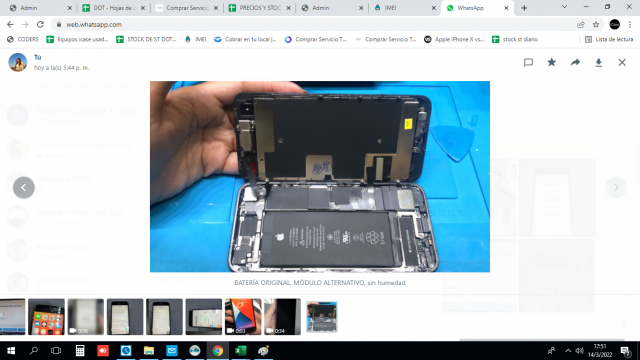 Admin
DOT - Hojas de
Comprar Servic
PRECIOS Y STOC
Admin
IMEI
WhatsApp
web.whatsapp.com
CODERS
Equipos icase usad...
STOCK DE ST DOT...
IMEI
Cobrar en tu local |...
Comprar Servicio T...
Comprar Servicio T...
Apple iPhone X vs...
stock st diario
Lista de lectura
Tú
hoy a la(s) 5:44 p. m.
BATERÍA ORIGINAL. MÓDULO ALTERNATIVO, sin humedad
0:03
0:54
17:51
14/3/2022